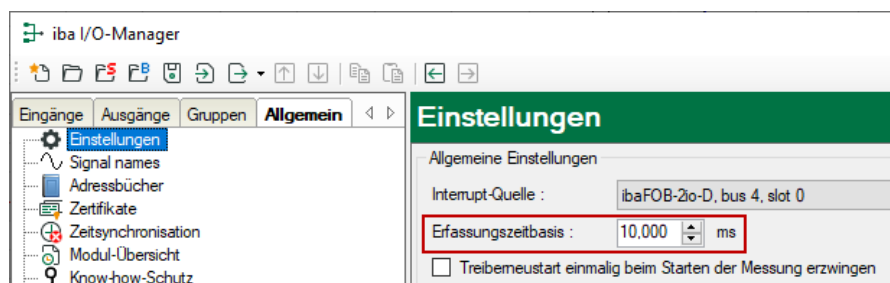 iba I/O-Manager
Eingänge Ausgänge Gruppen Allgemein
Einstellungen
Signal names
Adressbücher
Zertifikate
Zeitsynchronisation
Modul-Übersicht
Know-how-Schutz
Einstellungen
Allgemeine Einstellungen
Interrupt-Quelle : ibaFOB-2io-D, bus 4, slot 0
Erfassungszeitbasis : 10,000 ms
Treiberneustart einmalig beim Starten der Messung erzwingen